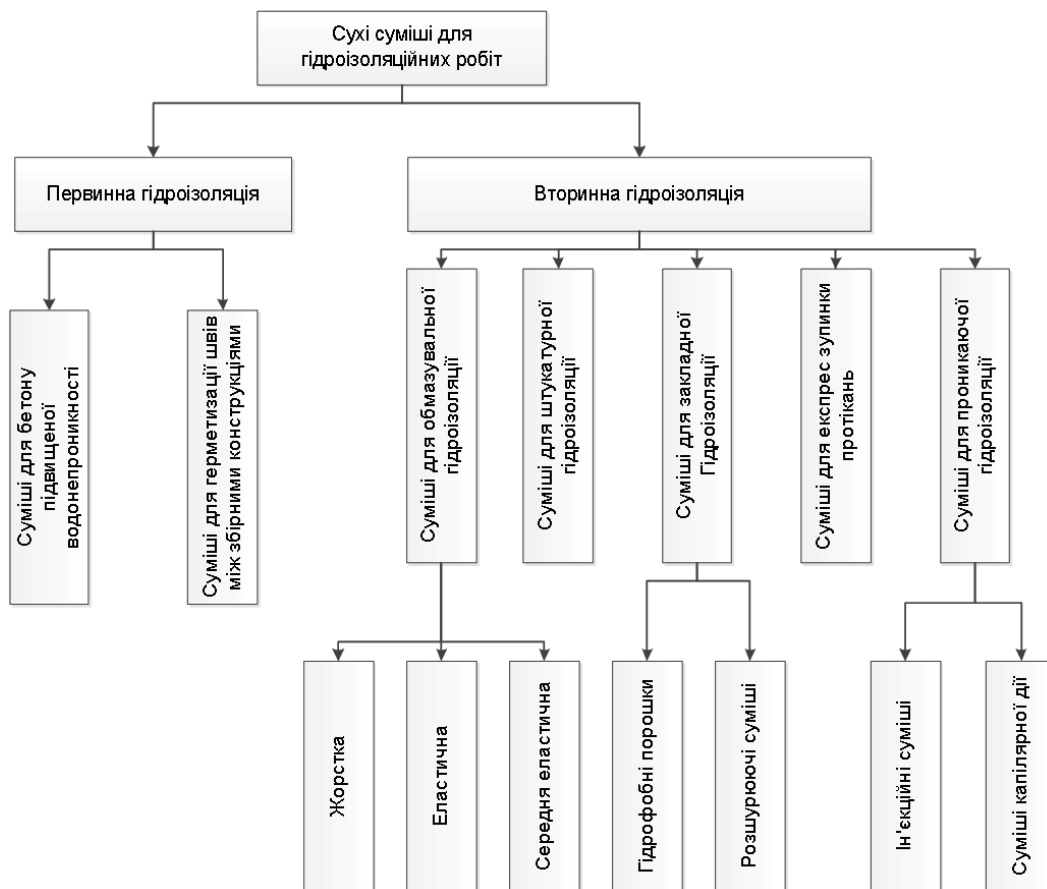 Сухі суміші для
гідроізоляційних робіт
Первинна гідроізоляція
Вторинна гідроізоляція
Суміші для бетону
підвищеної
водонепроникності
Суміші для герметизації швів
між збірними конструкціями
Суміші для обмазувальної
гідроізоляції
Суміші для штукатурної
гідроізоляції
Суміші для закладної
Гідроізоляції
Суміші для експрес зупинки
протікань
Суміші для проникаючої
гідроізоляції
Жорстка
Еластична
Середня еластична
Гідрофобні порошки
Розшурюючі суміші
Ін'єкційні суміші
Суміші капілярної дії